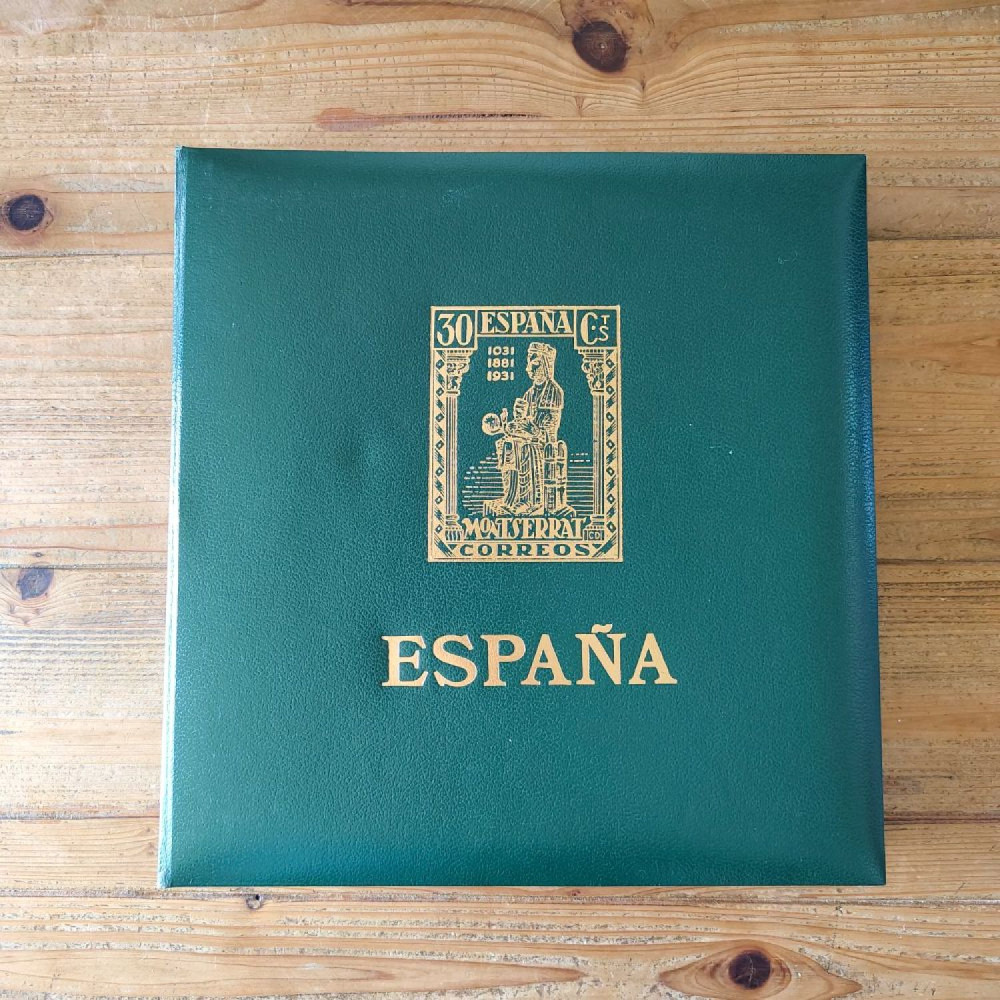 30 ESPAÑA CTS
1031
1881
1931
MONTSERRAT
CORREOS
ESPAÑA